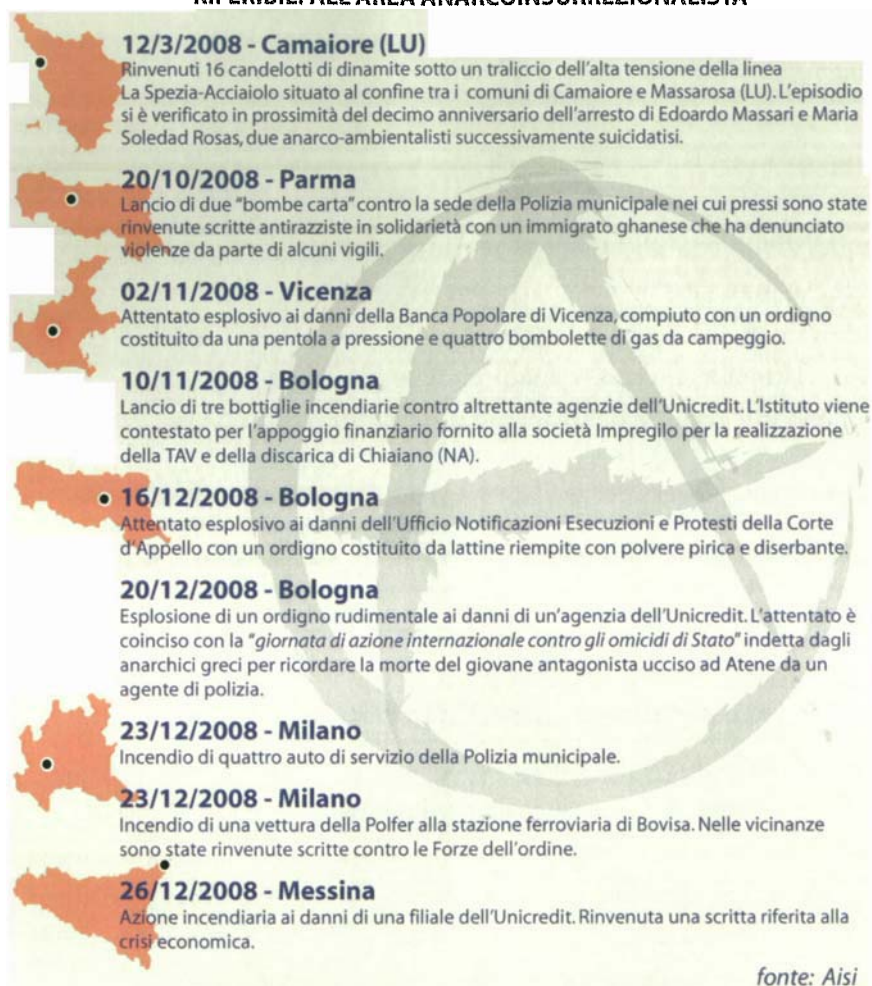 RIFERIBILI ALL'AREA ANARCOINSURREZIONALISTA
12/3/2008 - Camaiore (LU)
Rinvenuti 16 candelotti di dinamite sotto un traliccio dell'alta tensione della linea
La Spezia-Acciaiolo situato al confine tra i comuni di Camaiore e Massarosa (LU). L'episodio
si è verificato in prossimità del decimo anniversario dell'arresto di Edoardo Massari e Maria
Soledad Rosas, due anarco-ambientalisti successivamente suicidatisi.
20/10/2008 - Parma
Lancio di due "bombe carta" contro la sede della Polizia municipale nei cui pressi sono state
rinvenute scritte antirazziste in solidarietà con un immigrato ghanese che ha denunciato
violenze da parte di alcuni vigili.
02/11/2008 - Vicenza
Attentato esplosivo ai danni della Banca Popolare di Vicenza, compiuto con un ordigno
costituito da una pentola a pressione e quattro bombolette di gas da campeggio.
10/11/2008 - Bologna
Lancio di tre bottiglie incendiarie contro altrettante agenzie dell'Unicredit. L'Istituto viene
contestato per l'appoggio finanziario fornito alla società Impregilo per la realizzazione
della TAV e della discarica di Chiaiano (NA).
16/12/2008 - Bologna
Attentato esplosivo ai danni dell'Ufficio Notificazioni Esecuzioni e Protesti della Corte
d'Appello con un ordigno costituito da lattine riempite con polvere pirica e diserbante.
20/12/2008 - Bologna
Esplosione di un ordigno rudimentale ai danni di un'agenzia dell'Unicredit. L'attentato è
coinciso con la "giornata di azione internazionale contro gli omicidi di Stato" indetta dagli
anarchici greci per ricordare la morte del giovane antagonista ucciso ad Atene da un
agente di polizia.
23/12/2008 - Milano
Incendio di quattro auto di servizio della Polizia municipale.
23/12/2008 - Milano
Incendio di una vettura della Polfer alla stazione ferroviaria di Bovisa. Nelle vicinanze
sono state rinvenute scritte contro le Forze dell'ordine.
26/12/2008 - Messina
Azione incendiaria ai danni di una filiale dell'Unicredit. Rinvenuta una scritta riferita alla
crisi economica.
fonte: Aisi